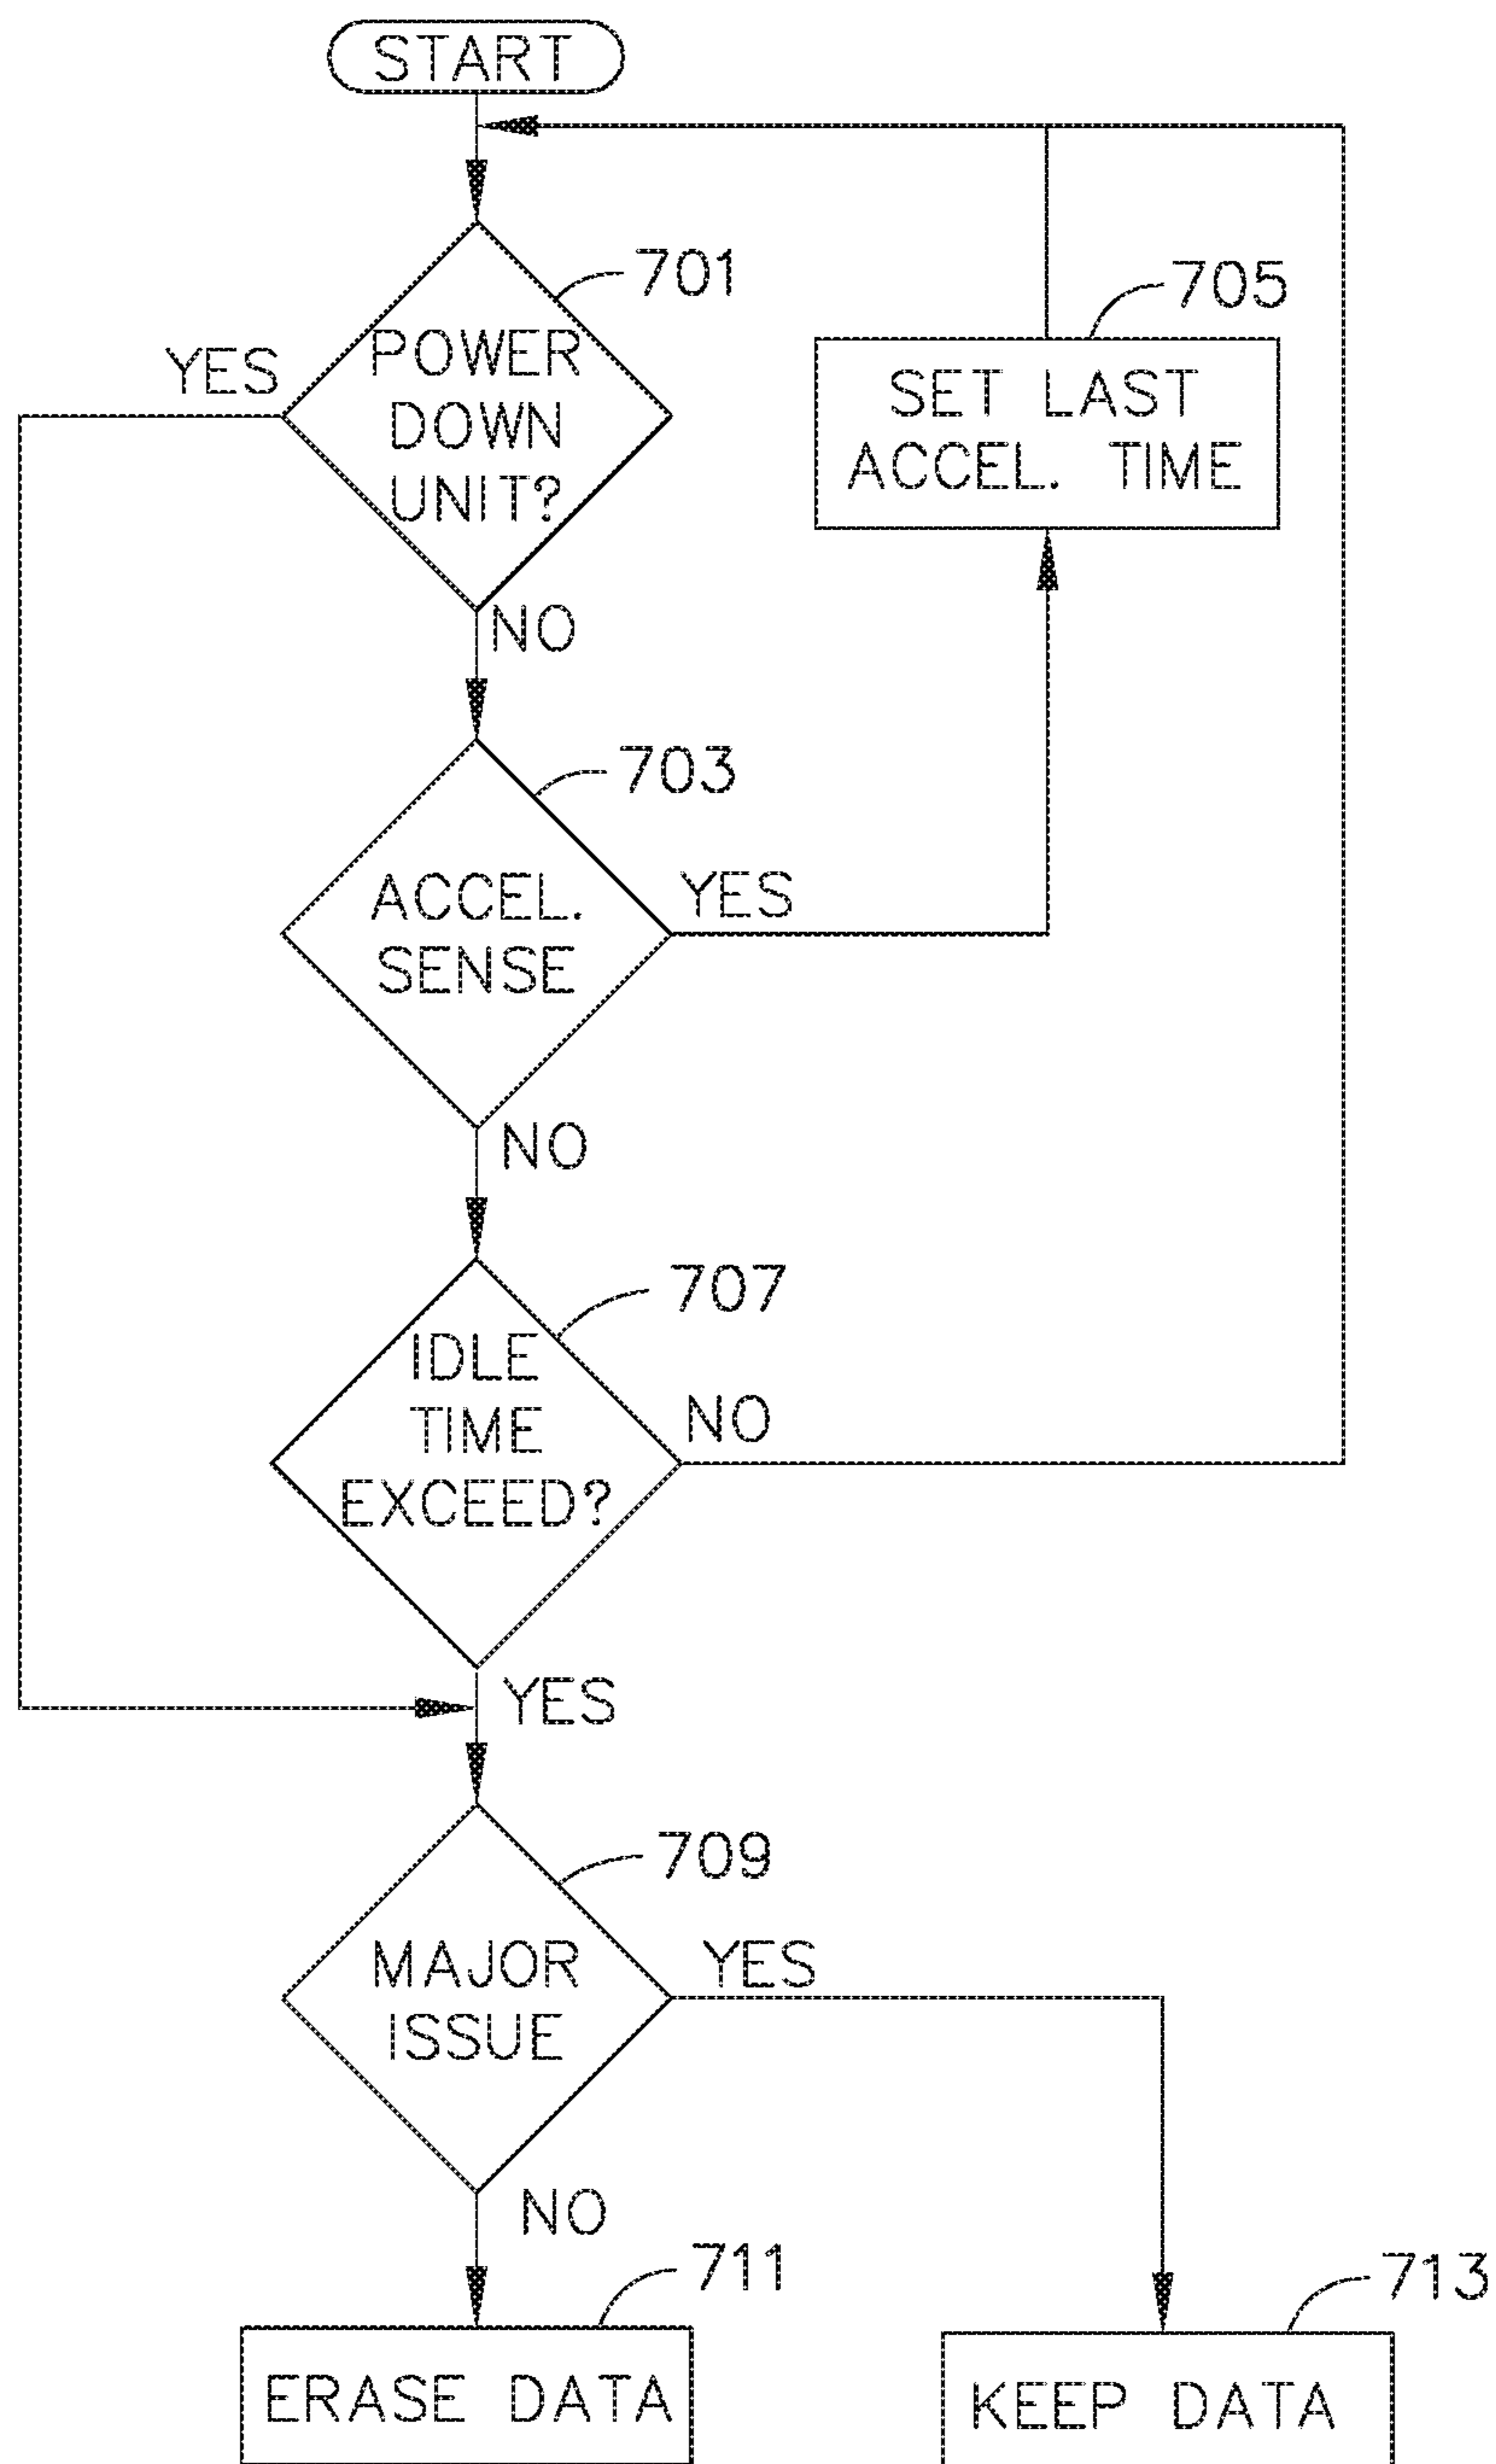 START
701
POWER
DOWN
UNIT?
YES
NO
705
SET LAST
ACCEL. TIME
703
ACCEL.
SENSE
YES
NO
707
IDLE
TIME
EXCEED?
NO
YES
709
MAJOR
ISSUE
YES
NO
711
ERASE DATA
713
KEEP DATA